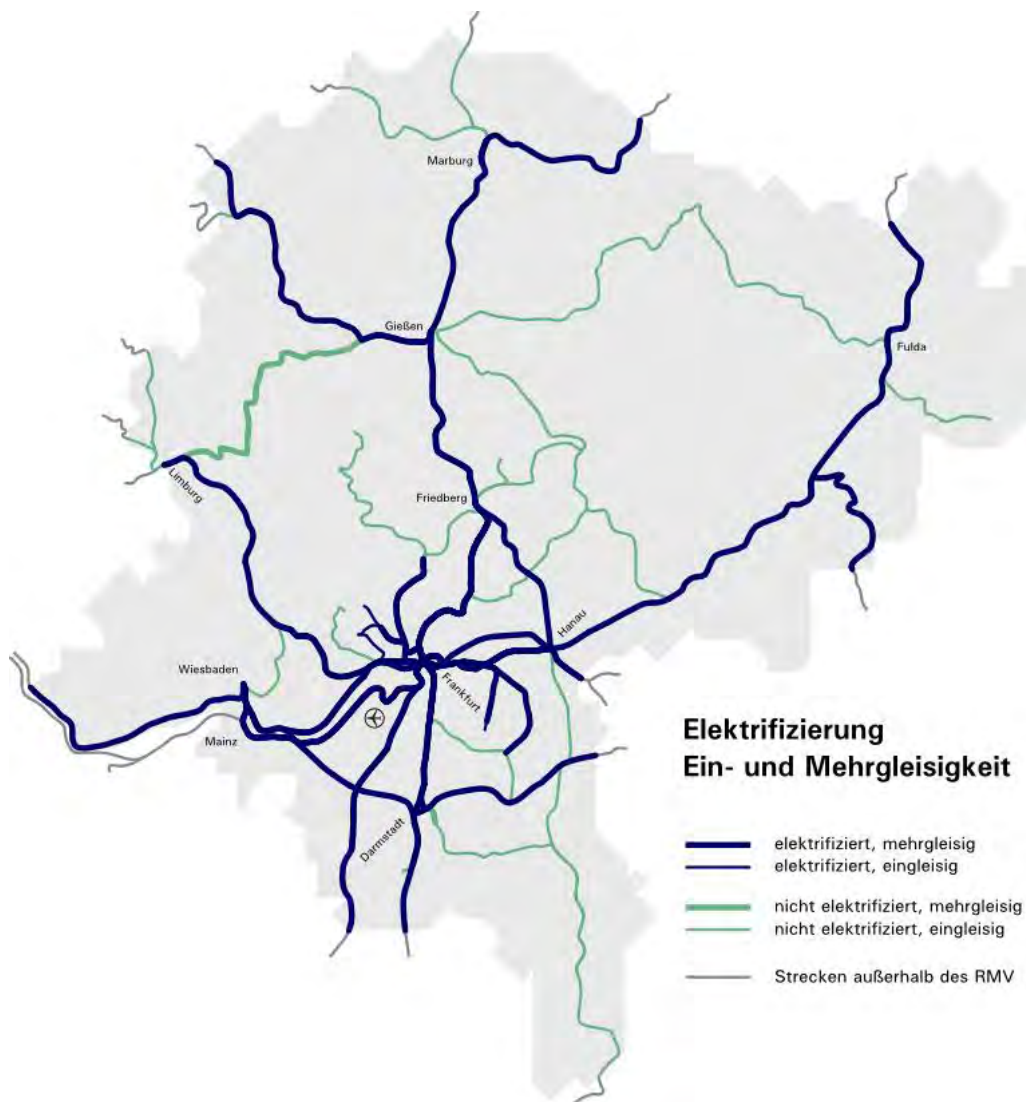 Marburg
Gießen
Fulda
Limburg
Friedberg
Hanau
Wiesbaden
Frankfurt
Mainz
Darmstadt
Elektrifizierung
Ein- und Mehrgleisigkeit
elektrifiziert, mehrgleisig
elektrifiziert, eingleisig
nicht elektrifiziert, mehrgleisig
nicht elektrifiziert, eingleisig
Strecken außerhalb des RMV